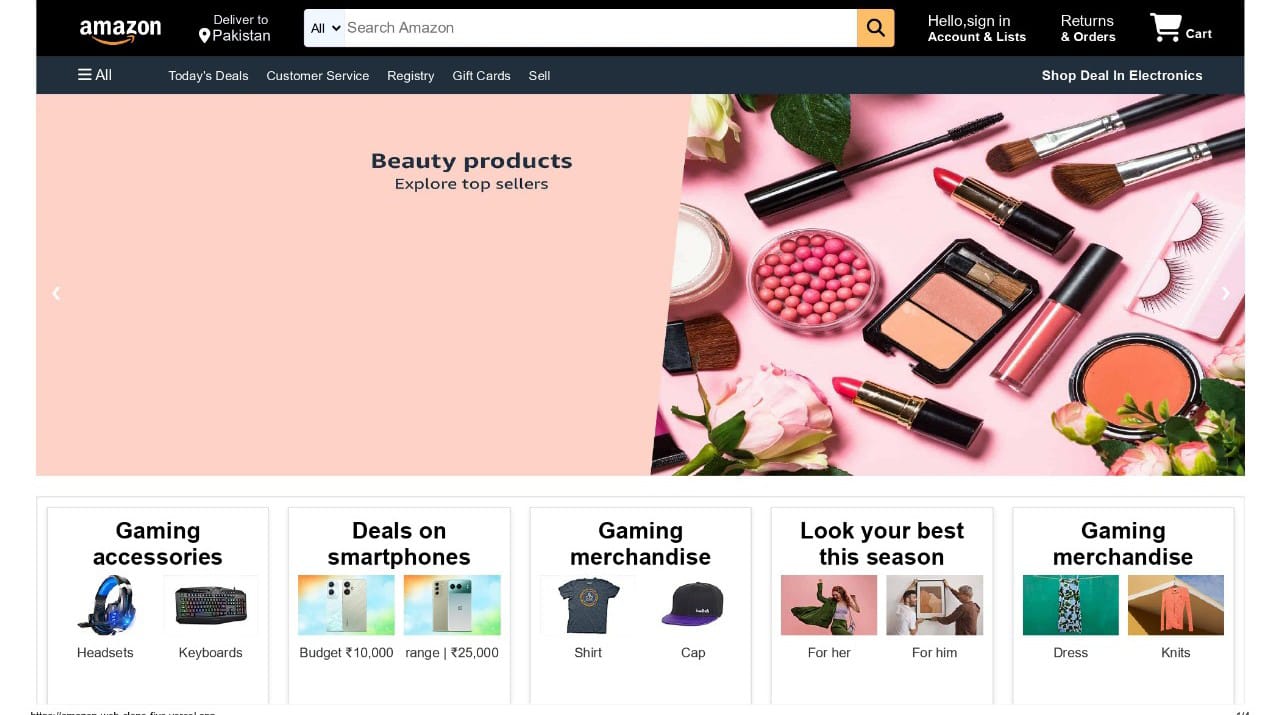 amazon
Deliver to
Pakistan
All
Search Amazon
Hello,sign in
Account & Lists
Returns
& Orders
Cart
All
Today's Deals
Customer Service
Registry
Gift Cards
Sell
Shop Deal In Electronics
Beauty products
Explore top sellers
Gaming
accessories
Headsets
Keyboards
Deals on
smartphones
Budget ₹10,000
range | ₹25,000
Gaming
merchandise
Shirt
Cap
Look your best
this season
For her
For him
Gaming
merchandise
Dress
Knits